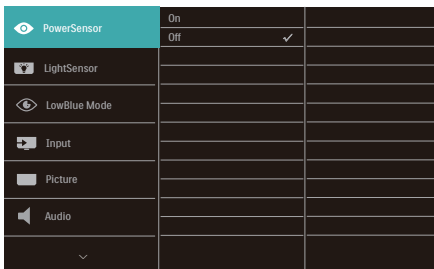 PowerSensor
On
Off
LightSensor
LowBlue Mode
Input
Picture
Audio